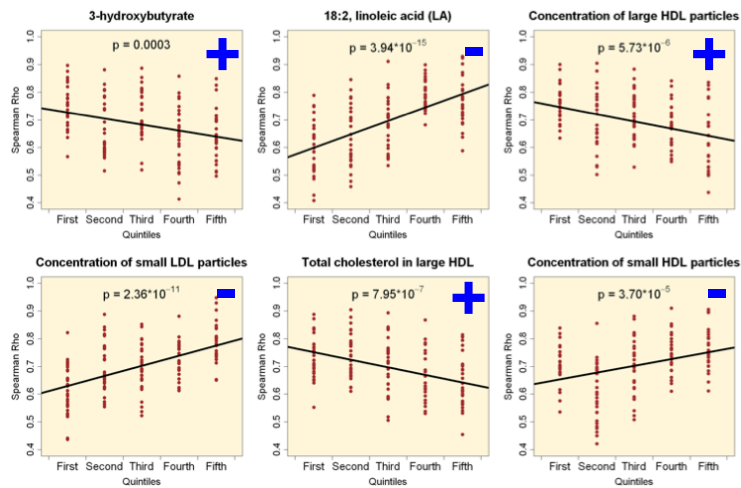 3-hydroxybutyrate
p = 0.0003
Spearman Rho
1.0
0.9
0.8
0.7
0.6
0.5
0.4
First Second Third Fourth Fifth
Quintiles
18:2, linoleic acid (LA)
p = 3.94*10⁻¹⁵
Spearman Rho
1.0
0.9
0.8
0.7
0.6
0.5
0.4
First Second Third Fourth Fifth
Quintiles
Concentration of large HDL particles
p = 5.73*10⁻⁶
Spearman Rho
1.0
0.9
0.8
0.7
0.6
0.5
0.4
First Second Third Fourth Fifth
Quintiles
Concentration of small LDL particles
p = 2.36*10⁻¹¹
Spearman Rho
1.0
0.9
0.8
0.7
0.6
0.5
0.4
First Second Third Fourth Fifth
Quintiles
Total cholesterol in large HDL
p = 7.95*10⁻⁷
Spearman Rho
1.0
0.9
0.8
0.7
0.6
0.5
0.4
First Second Third Fourth Fifth
Quintiles
Concentration of small HDL particles
p = 3.70*10⁻⁵
Spearman Rho
1.0
0.9
0.8
0.7
0.6
0.5
0.4
First Second Third Fourth Fifth
Quintiles